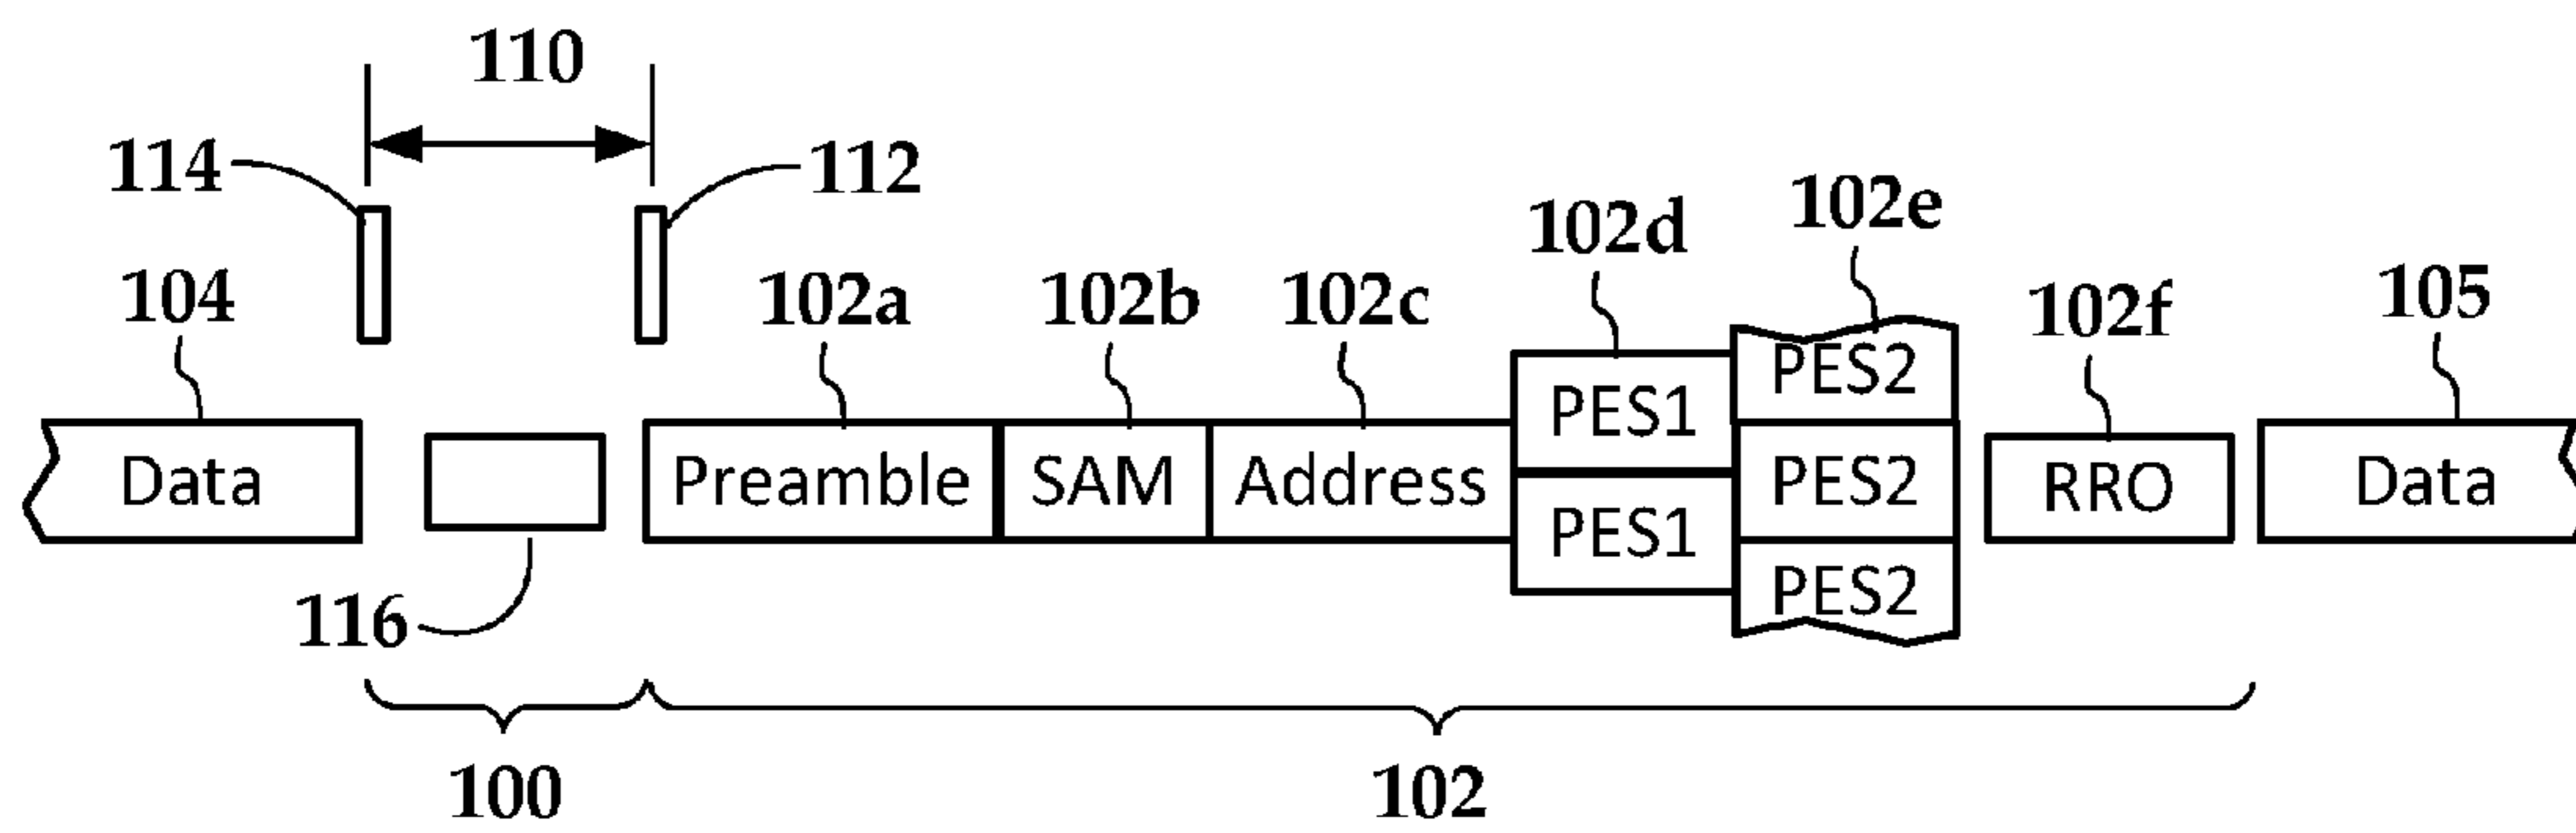 110
114
112
102d
102e
104
102a
102b
102c
102f
105
Data
Preamble
SAM
Address
PES1
PES1
PES2
PES2
PES2
RRO
Data
116
100
102